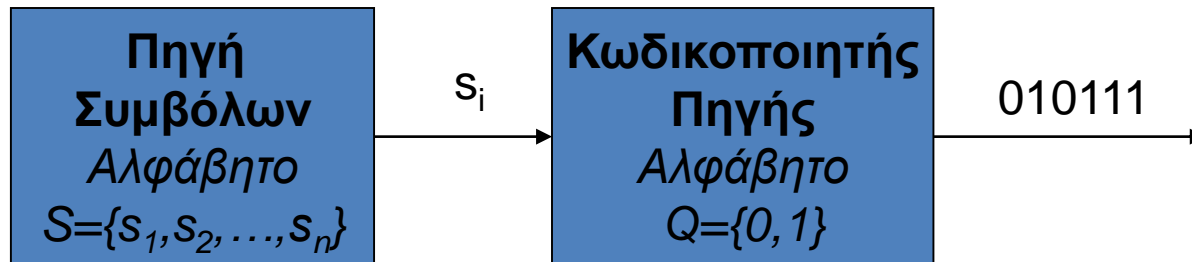 Πηγή
Συμβόλων
Αλφάβητο
S={s₁,s₂,…,sₙ}
sᵢ
Κωδικοποιητής
Πηγής
Αλφάβητο
Q={0,1}
010111